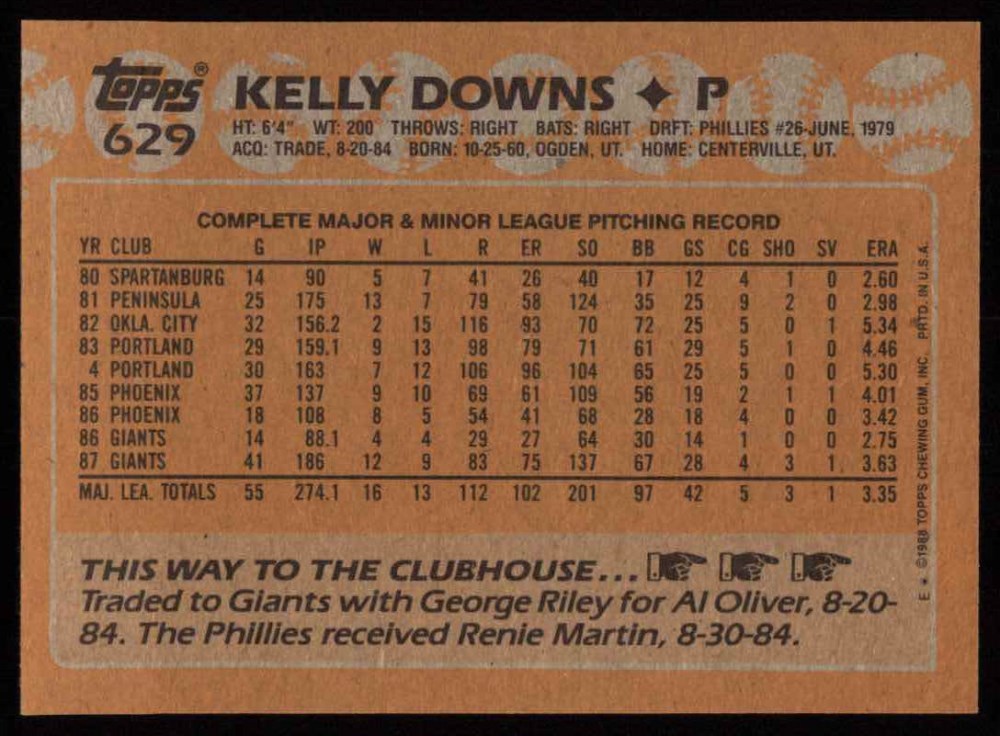 topps® KELLY DOWNS ✦ P
629
HT: 6'4" WT: 200 THROWS: RIGHT BATS: RIGHT DRFT: PHILLIES #26-JUNE, 1979
ACQ: TRADE, 8-20-84 BORN: 10-25-60, OGDEN, UT. HOME: CENTERVILLE, UT.
COMPLETE MAJOR & MINOR LEAGUE PITCHING RECORD
YR CLUB G IP W L R ER SO BB GS CG SHO SV ERA
80 SPARTANBURG 14 90 5 7 41 26 40 17 12 4 1 0 2.60
81 PENINSULA 25 175 13 7 79 58 124 35 25 9 2 0 2.98
82 OKLA. CITY 32 156.2 2 15 116 93 70 72 25 5 0 1 5.34
83 PORTLAND 29 159.1 9 13 98 79 71 61 29 5 1 0 4.46
4 PORTLAND 30 163 7 12 106 96 104 65 25 5 0 0 5.30
85 PHOENIX 37 137 9 10 69 61 109 56 19 2 1 1 4.01
86 PHOENIX 18 108 8 5 54 41 68 28 18 4 0 0 3.42
86 GIANTS 14 88.1 4 4 29 27 64 30 14 1 0 0 2.75
87 GIANTS 41 186 12 9 83 75 137 67 28 4 3 1 3.63
MAJ. LEA. TOTALS 55 274.1 16 13 112 102 201 97 42 5 3 1 3.35
THIS WAY TO THE CLUBHOUSE...
Traded to Giants with George Riley for Al Oliver, 8-20-
84. The Phillies received Renie Martin, 8-30-84.
E* ©1988 TOPPS CHEWING GUM, INC. PRTD. IN U.S.A.